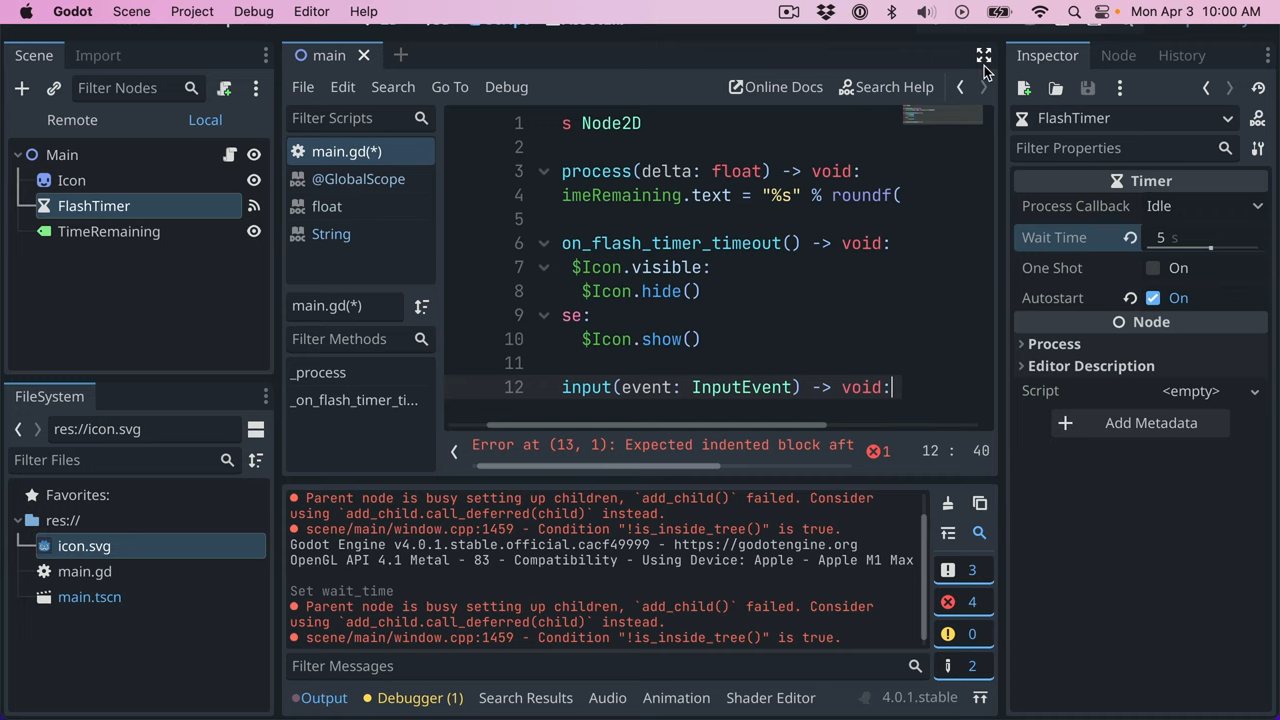 Godot Scene Project Debug Editor Help Mon Apr 3 10:00 AM
Scene Import
Filter Nodes
Remote Local
Main
Icon
FlashTimer
TimeRemaining
FileSystem
res://icon.svg
Filter Files
Favorites:
res://
icon.svg
main.gd
main.tscn
main
File Edit Search Go To Debug Online Docs Search Help
Filter Scripts
main.gd(*)
@GlobalScope
float
String
main.gd(*)
Filter Methods
_process
_on_flash_timer_ti...
1 s Node2D
2
3 process(delta: float) -> void:
4 imeRemaining.text = "%s" % roundf(
5
6 on_flash_timer_timeout() -> void:
7 $Icon.visible:
8 $Icon.hide()
9 se:
10 $Icon.show()
11
12 input(event: InputEvent) -> void:
Error at (13, 1): Expected indented block aft 1 12 : 40
Parent node is busy setting up children, `add_child()` failed. Consider
using `add_child.call_deferred(child)` instead.
scene/main/window.cpp:1459 - Condition "!is_inside_tree()" is true.
Godot Engine v4.0.1.stable.official.cacf49999 - https://godotengine.org
OpenGL API 4.1 Metal - 83 - Compatibility - Using Device: Apple - Apple M1 Max
Set wait_time
Parent node is busy setting up children, `add_child()` failed. Consider
using `add_child.call_deferred(child)` instead.
scene/main/window.cpp:1459 - Condition "!is_inside_tree()" is true.
3
4
0
2
Filter Messages
Output Debugger (1) Search Results Audio Animation Shader Editor 4.0.1.stable
Inspector Node History
FlashTimer
Filter Properties
Timer
Process Callback Idle
Wait Time 5 s
One Shot On
Autostart On
Node
Process
Editor Description
Script <empty>
Add Metadata